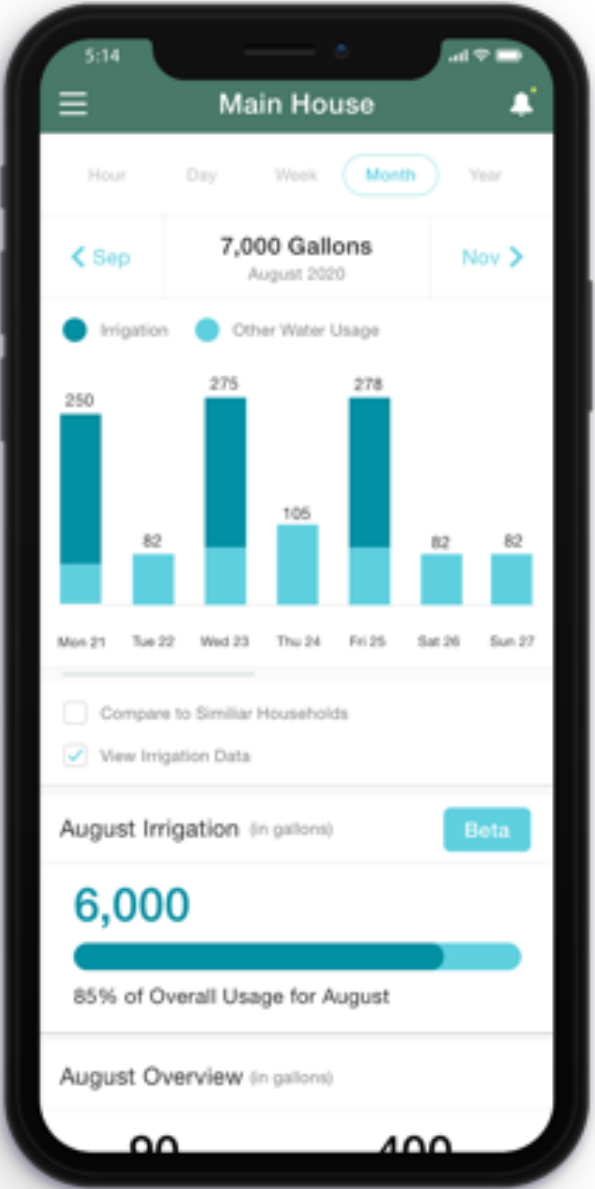 5:14
Main House
Hour Day Week Month Year
Sep 7,000 Gallons Nov
August 2020
Irrigation Other Water Usage
250 82 275 105 278 82 82
Mon 21 Tue 22 Wed 23 Thu 24 Fri 25 Sat 26 Sun 27
Compare to Similiar Households
View Irrigation Data
August Irrigation (in gallons) Beta
6,000
85% of Overall Usage for August
August Overview (in gallons)
90 400